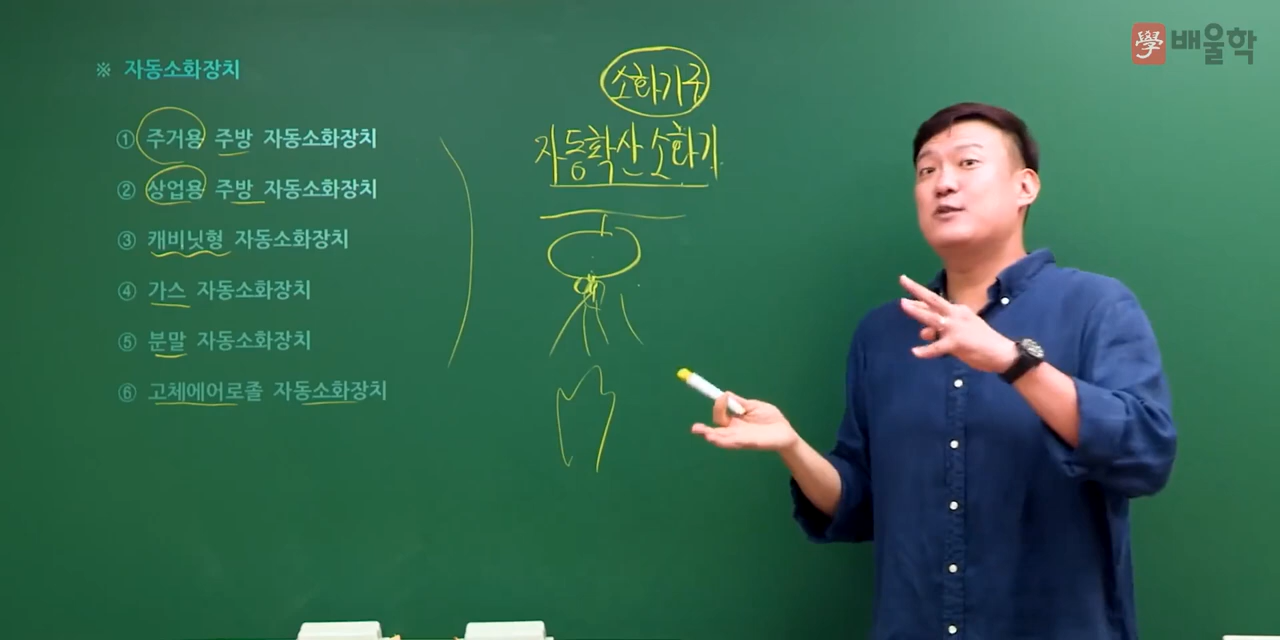 學 배울학
※ 자동소화장치
① 주거용 주방 자동소화장치
② 상업용 주방 자동소화장치
③ 캐비닛형 자동소화장치
④ 가스 자동소화장치
⑤ 분말 자동소화장치
⑥ 고체에어로졸 자동소화장치
소화기구
자동확산소화기